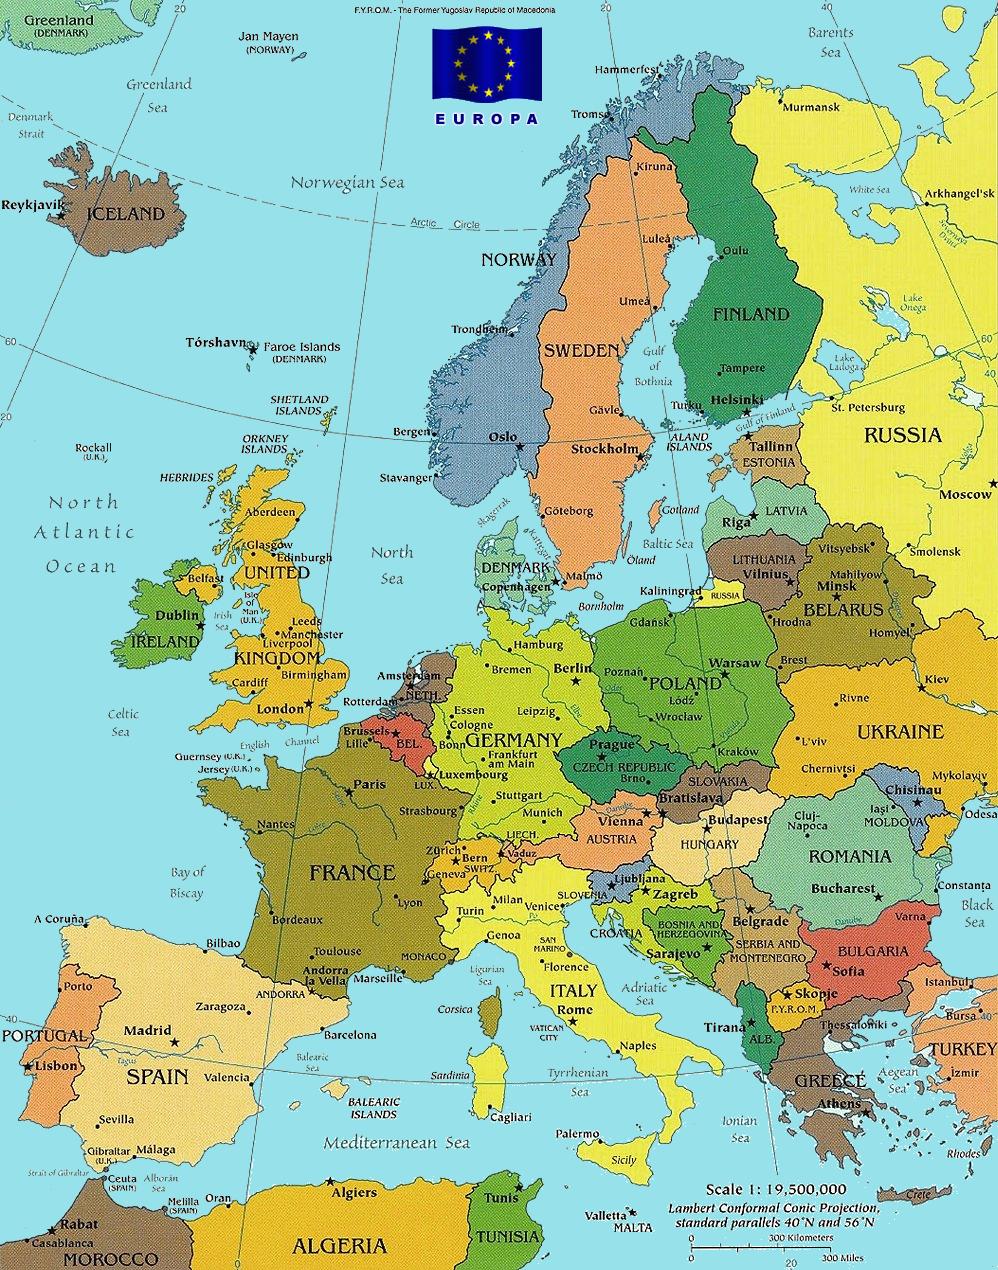 F.Y.R.O.M. - The Former Yugoslav Republic of Macedonia
20
20
40
Greenland
(DENMARK)
Jan Mayen
(NORWAY)
Barents
Sea
EUROPA
Greenland
Sea
Denmark
Strait
Hammerfest
Tromsø
Murmansk
Norwegian Sea
Kiruna
White Sea
Arkhangel'sk
Severnaya
Dvina
Reykjavík
ICELAND
Arctic Circle
Luleå
Oulu
NORWAY
Umeå
FINLAND
Lake
Onega
Trondheim
60
Tórshavn
Faroe Islands
(DENMARK)
SWEDEN
Gulf
of
Bothnia
Tampere
Lake
Ladoga
60
40
SHETLAND
ISLANDS
Helsinki
Turku
Gävle
St. Petersburg
Gulf of Finland
20
Bergen
Oslo
Stockholm
ALAND
ISLANDS
Tallinn
ESTONIA
RUSSIA
Rockall
(U.K.)
ORKNEY
ISLANDS
HEBRIDES
Stavanger
Moscow
North
Atlantic
Ocean
Aberdeen
Skagerrak
Göteborg
Gotland
Riga
LATVIA
Glasgow
Edinburgh
North
Sea
Kattegat
Baltic Sea
Öland
LITHUANIA
Vilnius
Vitsyebsk
Smolensk
UNITED
KINGDOM
Belfast
DENMARK
Copenhagen
Malmö
Bornholm
Kaliningrad
RUSSIA
Mahilyow
Minsk
BELARUS
Dublin
IRELAND
Irish
Sea
Isle
of
Man
(U.K.)
Leeds
Manchester
Liverpool
Gdańsk
Hrodna
Homyel'
Birmingham
Cardiff
London
Hamburg
Bremen
Berlin
Amsterdam
NETH.
Rotterdam
Poznań
Oder
Warsaw
POLAND
Łódź
Brest
Kiev
Rivne
Celtic
Sea
Essen
Cologne
Bonn
Leipzig
Elbe
Wrocław
Vistula
UKRAINE
English Channel
Guernsey (U.K.)
Jersey (U.K.)
Brussels
BEL.
Lille
GERMANY
Frankfurt
am Main
Prague
CZECH REPUBLIC
Brno
Kraków
L'viv
Chernivtsi
Luxembourg
LUX.
SLOVAKIA
Bratislava
Mykolayiv
Odesa
Paris
Strasbourg
Rhine
Stuttgart
Munich
Danube
Vienna
AUSTRIA
Budapest
HUNGARY
Cluj-
Napoca
Iaşi
Chisinau
MOLDOVA
Nantes
Zürich
Bern
SWITZ.
Geneva
LIECH.
Vaduz
ROMANIA
FRANCE
Bay of
Biscay
Lyon
Milan
Turin
Venice
Po
SLOVENIA
Ljubljana
Zagreb
CROATIA
Bucharest
Constanţa
Black
Sea
A Coruña
Bordeaux
Genoa
SAN
MARINO
BOSNIA AND
HERZEGOVINA
Sarajevo
Belgrade
SERBIA AND
MONTENEGRO
Danube
Varna
BULGARIA
Sofia
Bilbao
Toulouse
Andorra
la Vella
ANDORRA
Marseille
MONACO
Ligurian
Sea
Florence
ITALY
Adriatic
Sea
Skopje
F.Y.R.O.M.
Istanbul
Bursa
40
Porto
Zaragoza
Corsica
Rome
VATICAN
CITY
Tirana
ALB.
Thessaloniki
40
PORTUGAL
Lisbon
Madrid
Tagus
Barcelona
Naples
TURKEY
İzmir
SPAIN
Valencia
Balearic
Sea
Sardinia
Tyrrhenian
Sea
GREECE
Aegean
Sea
Athens
BALEARIC
ISLANDS
Cagliari
Sevilla
Ionian
Sea
Palermo
Sicily
Gibraltar
(U.K.)
Málaga
Mediterranean Sea
Rhodes
Strait of Gibraltar
Ceuta
(SPAIN)
Alborán
Sea
Melilla
(SPAIN)
Oran
Algiers
Tunis
Crete
Scale 1: 19,500,000
Lambert Conformal Conic Projection,
standard parallels 40°N and 56°N
Rabat
Casablanca
MOROCCO
ALGERIA
TUNISIA
Valletta
MALTA
0 300 Kilometers
0 300 Miles
0
20